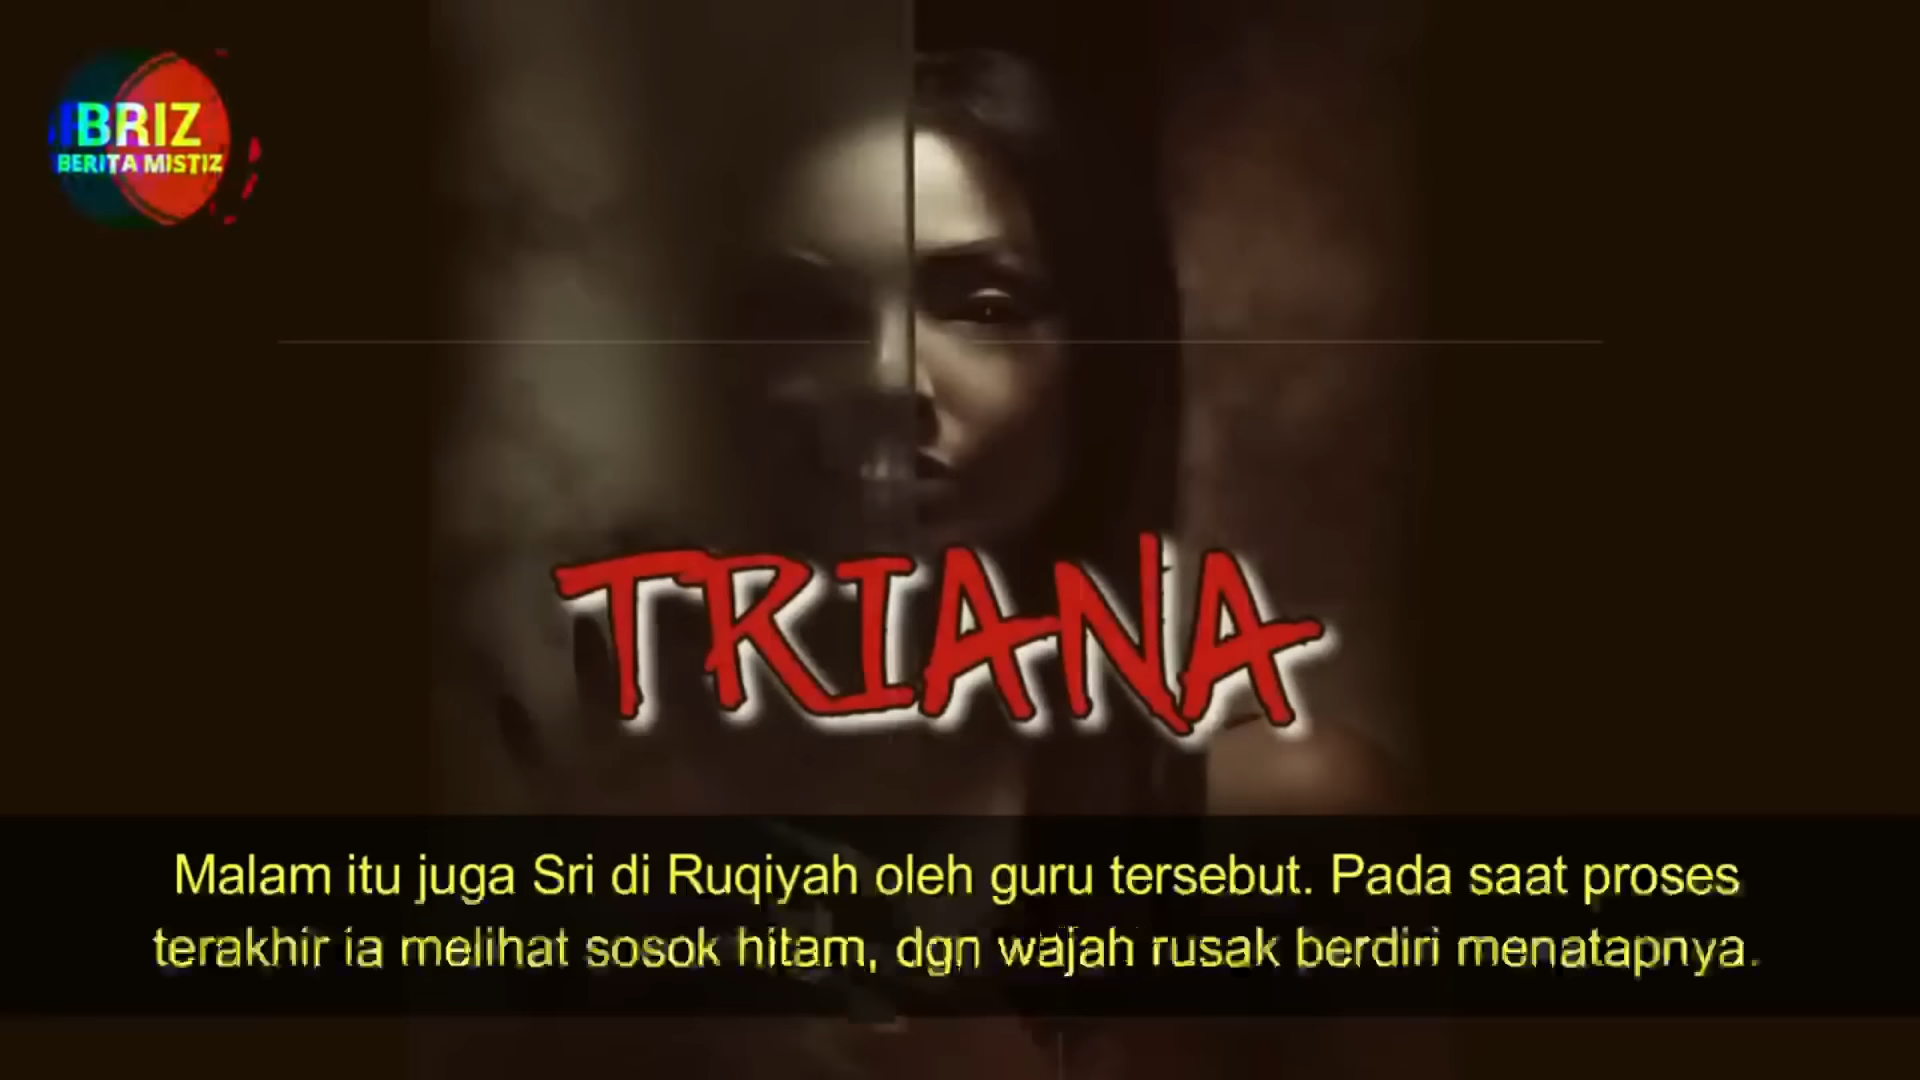 BRIZ
BERITA MISTIZ
TRIANA
Malam itu juga Sri di Ruqiyah oleh guru tersebut. Pada saat proses
terakhir ia melihat sosok hitam, dgn wajah rusak berdiri menatapnya.